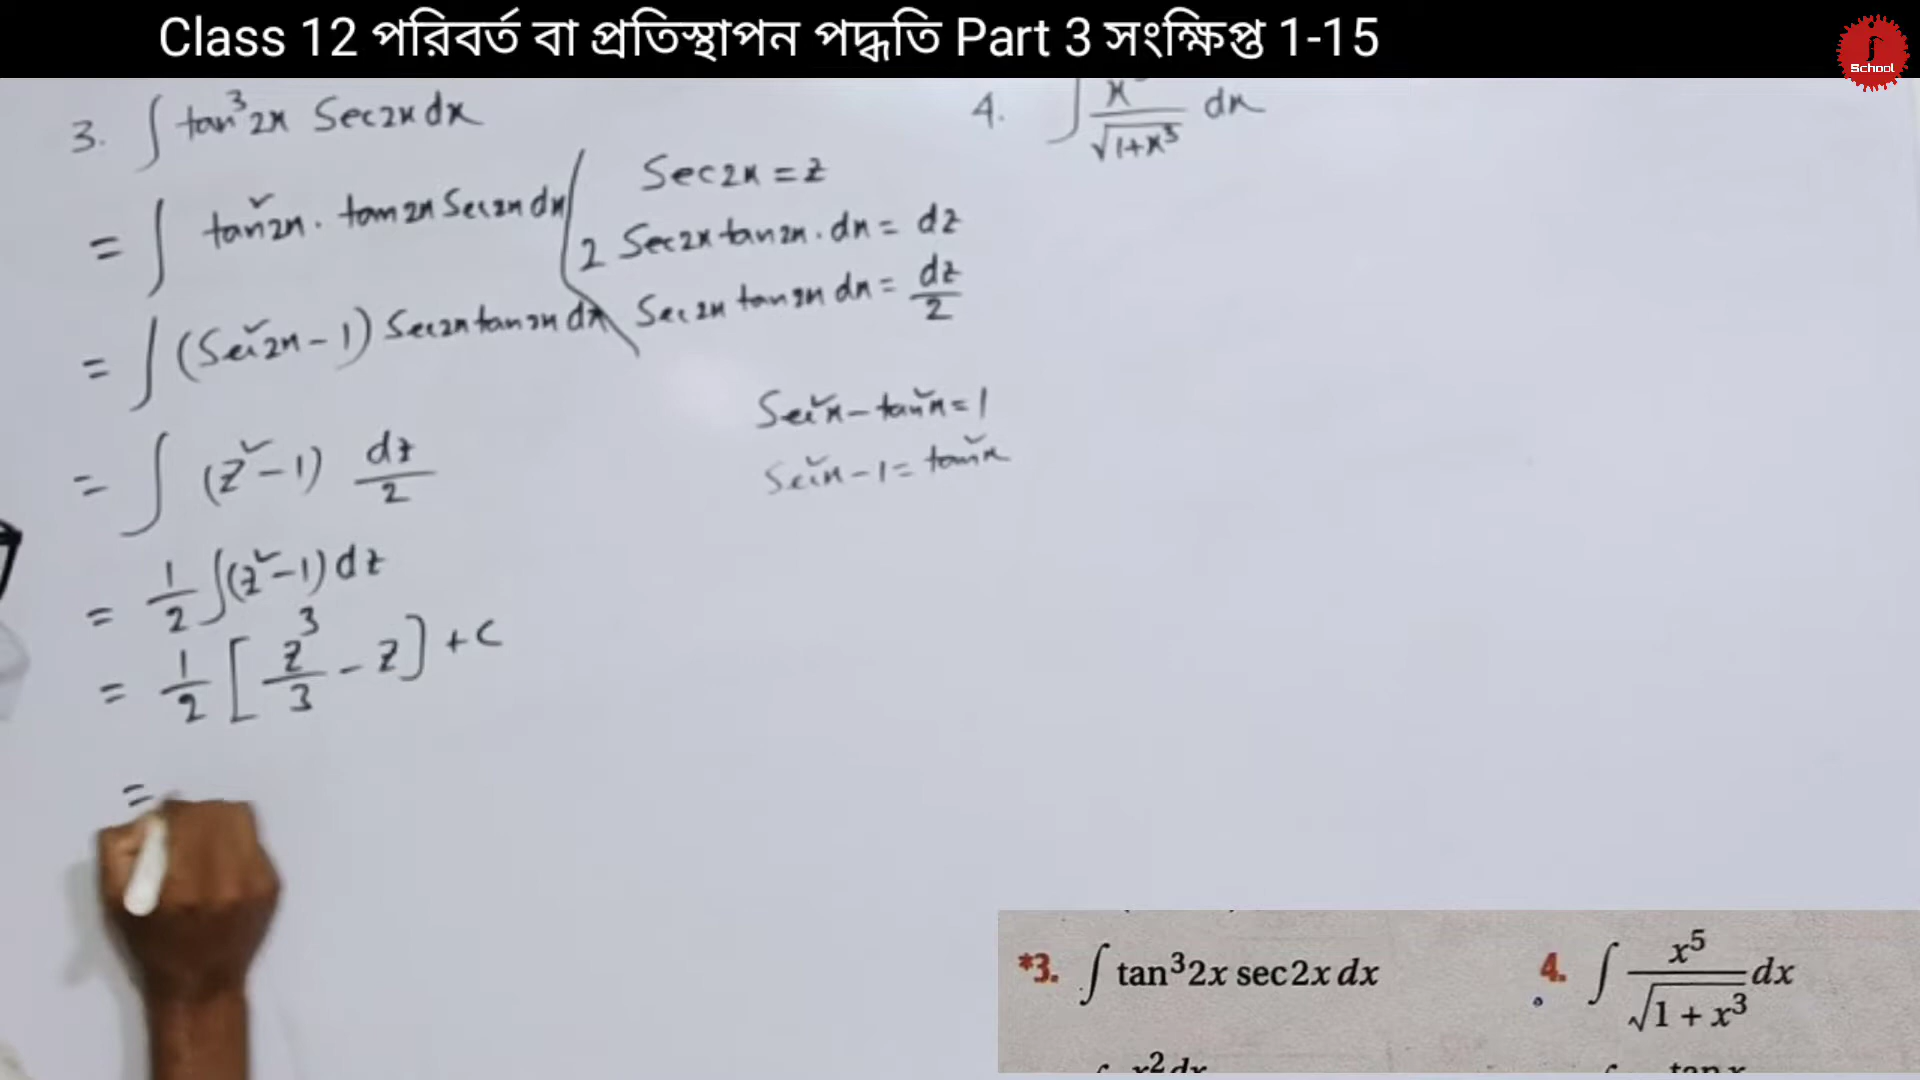 Class 12 পরিবর্ত বা প্রতিস্থাপন পদ্ধতি Part 3 সংক্ষিপ্ত 1-15
School
3. ∫ tan³2x Sec2x dx
= ∫ tan²2x . tan2x Sec2x dx
= ∫ (Sec²2x - 1) Sec2x tan2x dx
= ∫ (z² - 1) dz/2
= 1/2 ∫(z² - 1) dz
= 1/2 [z³/3 - z] + c
=
Sec2x = z
2 Sec2x tan2x . dx = dz
Sec2x tan2x dx = dz/2
Sec²x - tan²x = 1
Sec²x - 1 = tan²x
4. ∫ x /√1+x³ dx
*3. ∫ tan³2x sec2x dx
4. ∫ x⁵/√1 + x³ dx
x² dx
tan x